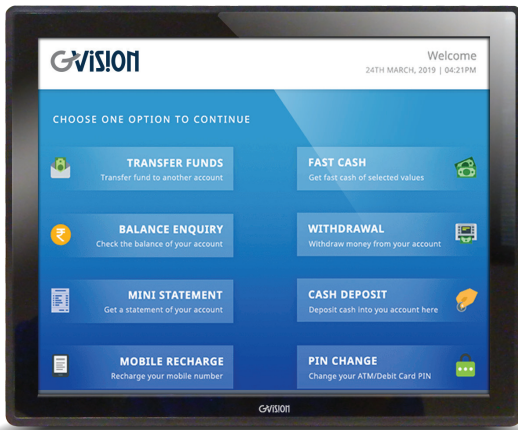 GVISION
Welcome
24TH MARCH, 2019 | 04:21PM
CHOOSE ONE OPTION TO CONTINUE
TRANSFER FUNDS
Transfer fund to another account
FAST CASH
Get fast cash of selected values
BALANCE ENQUIRY
Check the balance of your account
WITHDRAWAL
Withdraw money from your account
MINI STATEMENT
Get a statement of your account
CASH DEPOSIT
Deposit cash into you account here
MOBILE RECHARGE
Recharge your mobile number
PIN CHANGE
Change your ATM/Debit Card PIN
GVISION